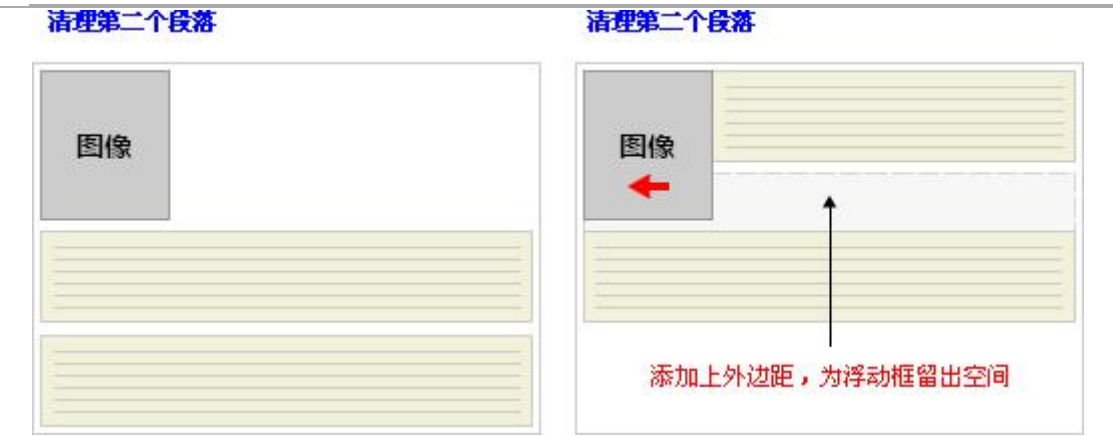 清理第二个段落
清理第二个段落
图像
图像
添加上外边距，为浮动框留出空间